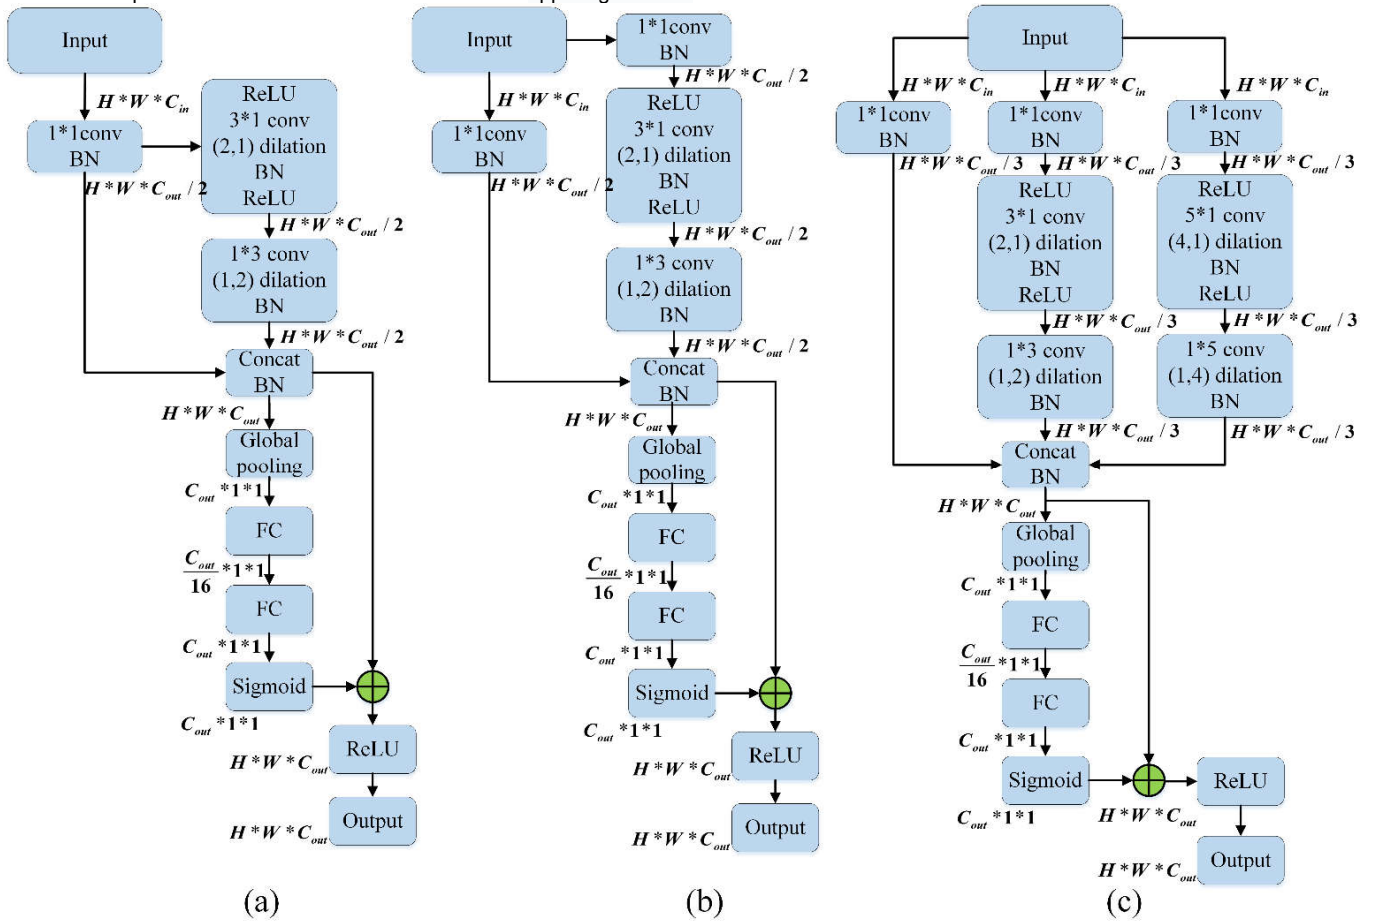 Input
H*W*C_in
1*1conv
BN
H*W*C_out/2
ReLU
3*1 conv
(2,1) dilation
BN
ReLU
H*W*C_out/2
1*3 conv
(1,2) dilation
BN
H*W*C_out/2
Concat
BN
H*W*C_out
Global
pooling
C_out*1*1
FC
C_out/16*1*1
FC
C_out*1*1
Sigmoid
C_out*1*1
ReLU
H*W*C_out
Output
H*W*C_out
(a)
Input
1*1conv
BN
H*W*C_out/2
H*W*C_in
1*1conv
BN
H*W*C_out/2
ReLU
3*1 conv
(2,1) dilation
BN
ReLU
H*W*C_out/2
1*3 conv
(1,2) dilation
BN
H*W*C_out/2
Concat
BN
H*W*C_out
Global
pooling
C_out*1*1
FC
C_out/16*1*1
FC
C_out*1*1
Sigmoid
C_out*1*1
ReLU
H*W*C_out
Output
H*W*C_out
(b)
Input
H*W*C_in
H*W*C_in
H*W*C_in
1*1conv
BN
H*W*C_out/3
1*1conv
BN
H*W*C_out/3
1*1conv
BN
H*W*C_out/3
ReLU
3*1 conv
(2,1) dilation
BN
ReLU
H*W*C_out/3
1*3 conv
(1,2) dilation
BN
H*W*C_out/3
ReLU
5*1 conv
(4,1) dilation
BN
ReLU
H*W*C_out/3
1*5 conv
(1,4) dilation
BN
H*W*C_out/3
Concat
BN
H*W*C_out
Global
pooling
C_out*1*1
FC
C_out/16*1*1
FC
C_out*1*1
Sigmoid
C_out*1*1
H*W*C_out
ReLU
Output
H*W*C_out
(c)